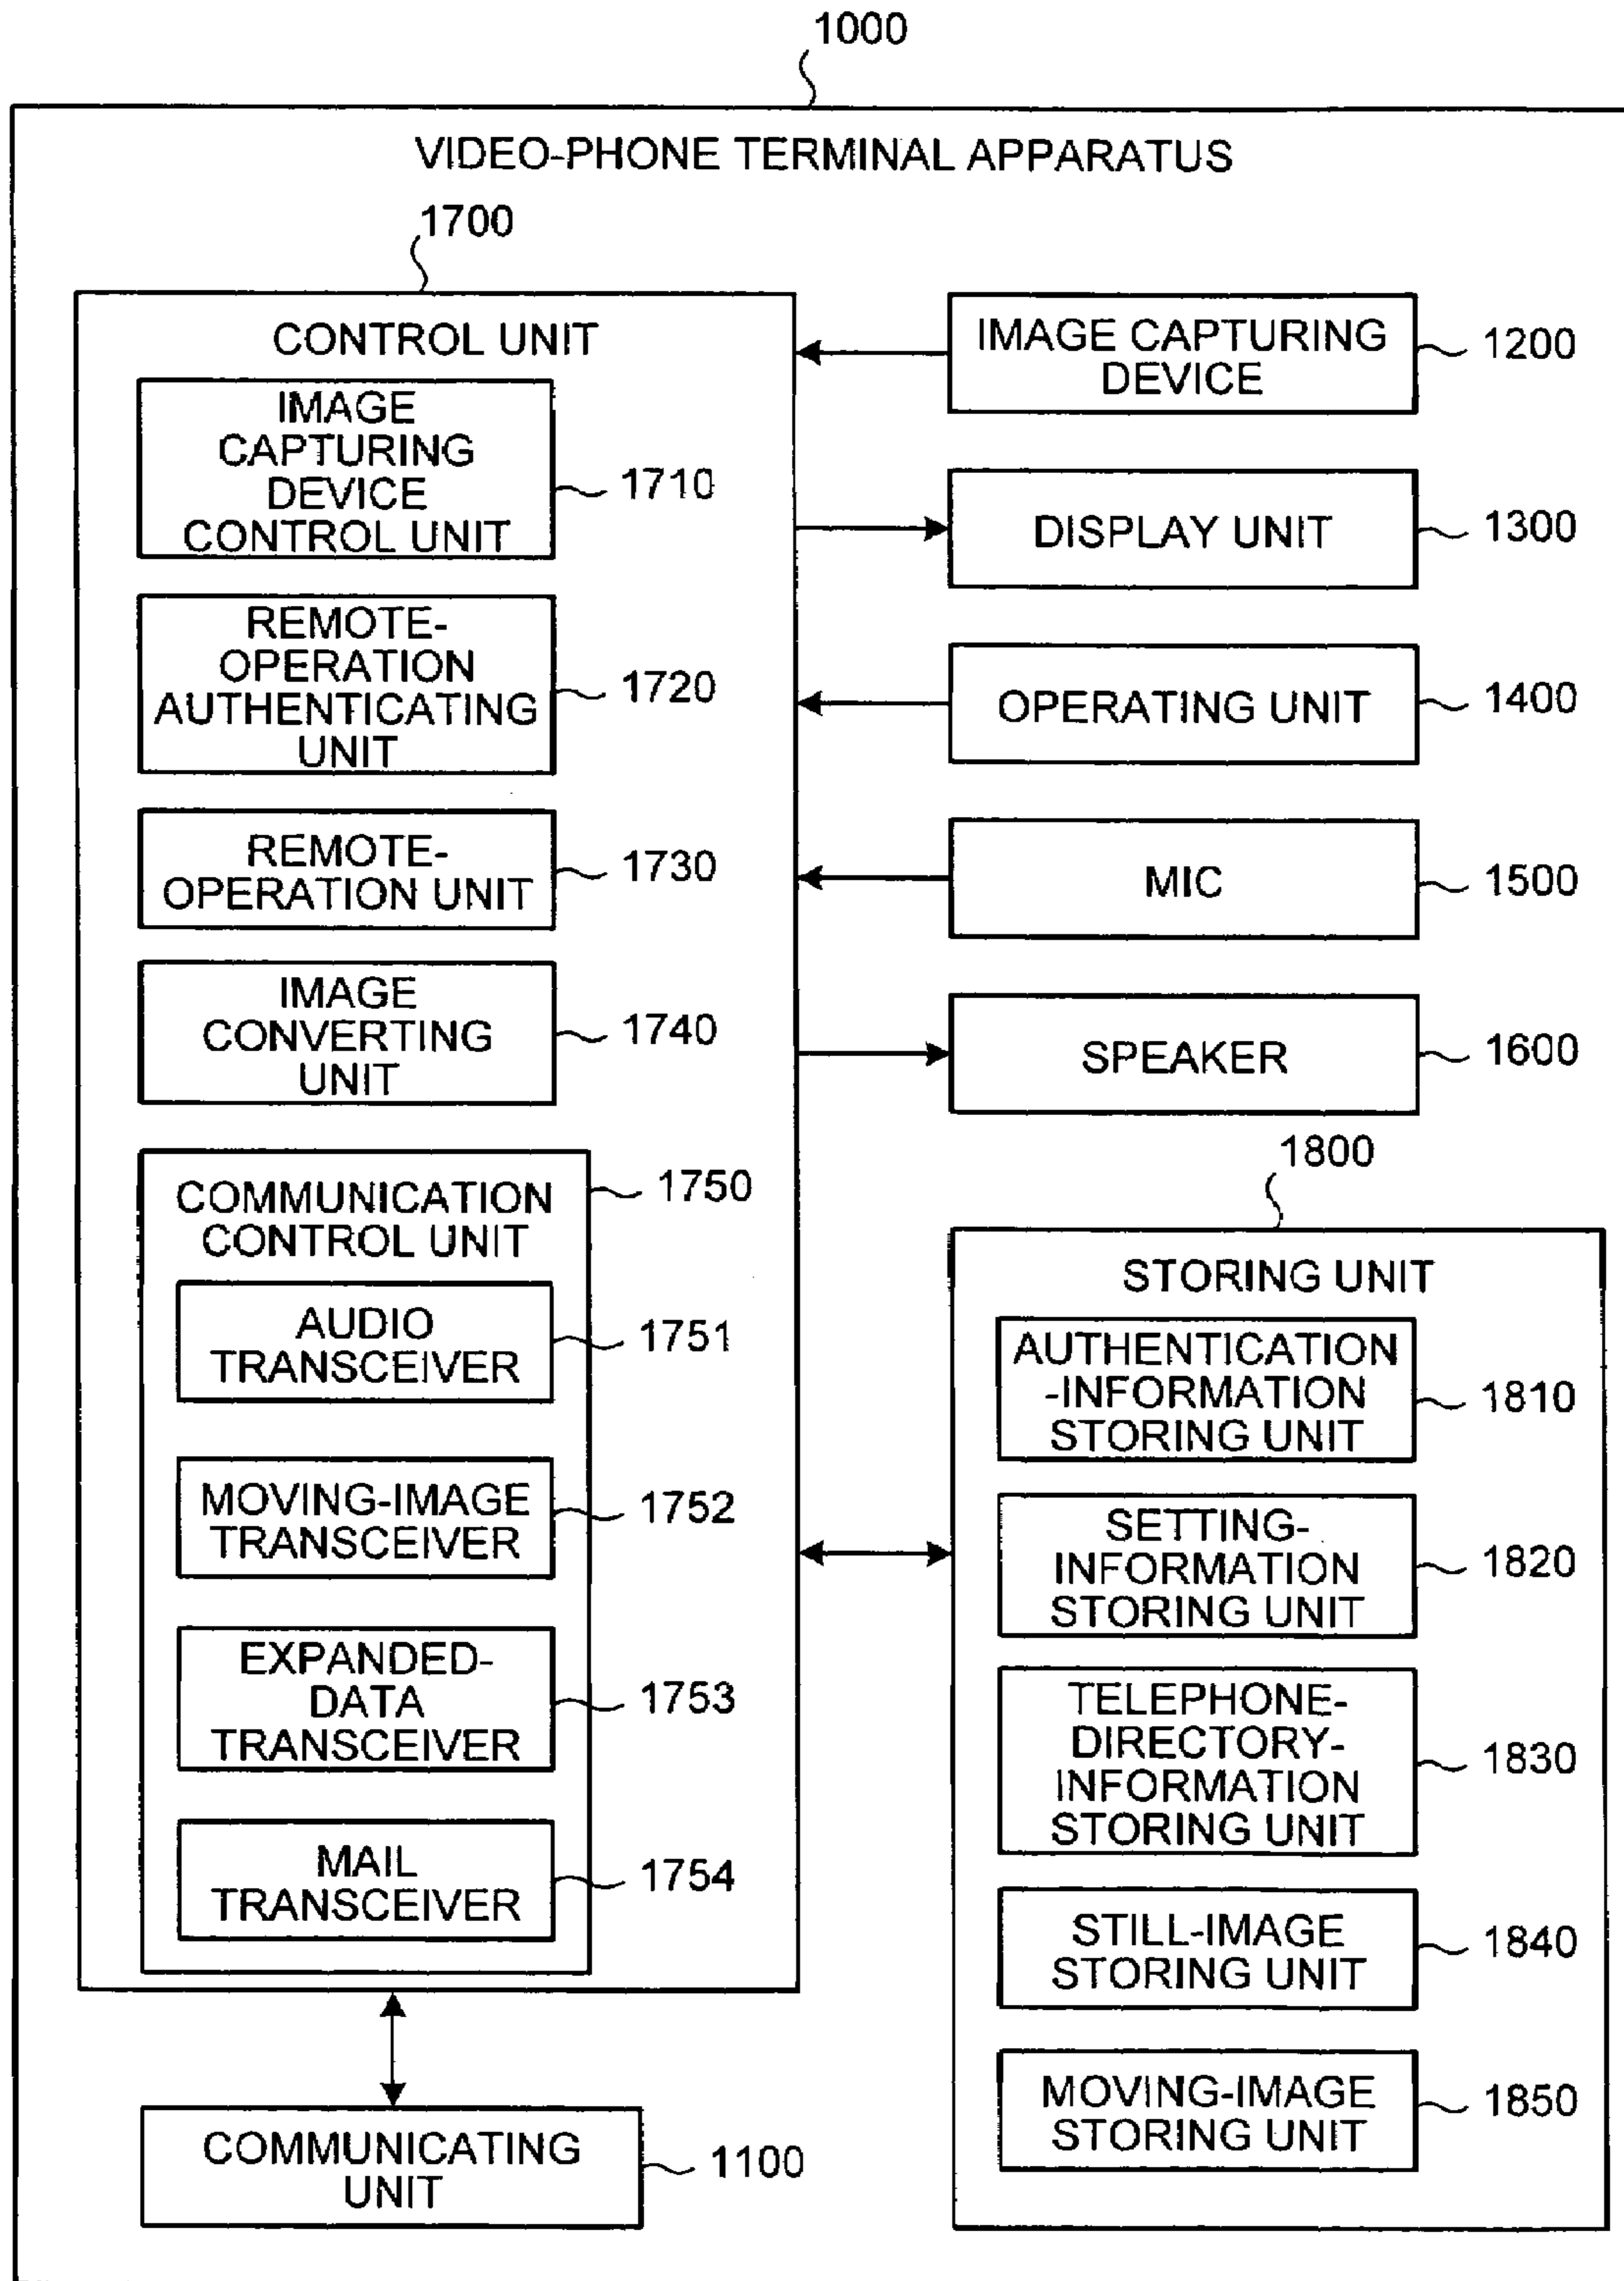 1000
VIDEO-PHONE TERMINAL APPARATUS
1700
CONTROL UNIT
IMAGE
CAPTURING
DEVICE
CONTROL UNIT
1710
REMOTE-
OPERATION
AUTHENTICATING
UNIT
1720
REMOTE-
OPERATION UNIT
1730
IMAGE
CONVERTING
UNIT
1740
COMMUNICATION
CONTROL UNIT
1750
AUDIO
TRANSCEIVER
1751
MOVING-IMAGE
TRANSCEIVER
1752
EXPANDED-
DATA
TRANSCEIVER
1753
MAIL
TRANSCEIVER
1754
COMMUNICATING
UNIT
1100
IMAGE CAPTURING
DEVICE
1200
DISPLAY UNIT
1300
OPERATING UNIT
1400
MIC
1500
SPEAKER
1600
1800
STORING UNIT
AUTHENTICATION
-INFORMATION
STORING UNIT
1810
SETTING-
INFORMATION
STORING UNIT
1820
TELEPHONE-
DIRECTORY-
INFORMATION
STORING UNIT
1830
STILL-IMAGE
STORING UNIT
1840
MOVING-IMAGE
STORING UNIT
1850